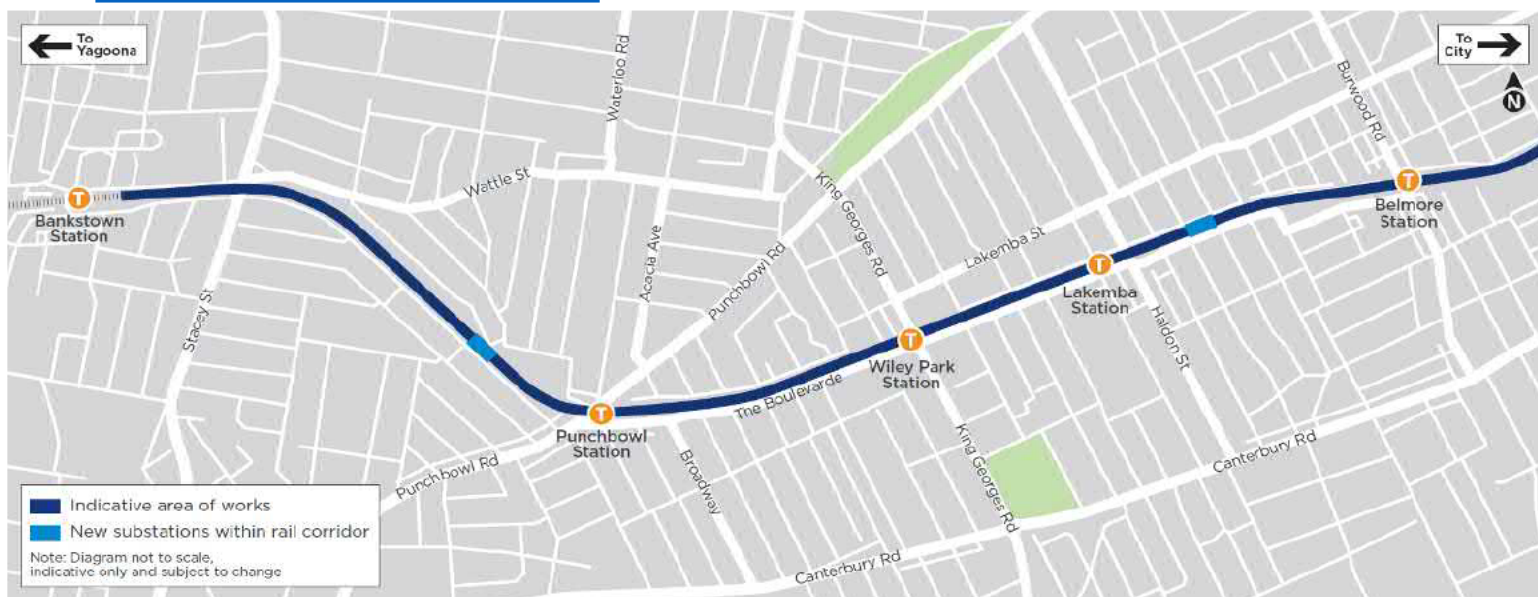 To
Yagoona
To
City
N
Waterloo Rd
Burwood Rd
Wattle St
King Georges Rd
Bankstown
Station
Belmore
Station
Acacia Ave
Punchbowl Rd
Lakemba St
Stacey St
Lakemba
Station
Haldon St
Wiley Park
Station
The Boulevarde
Punchbowl
Station
Punchbowl Rd
Broadway
King Georges Rd
Canterbury Rd
Canterbury Rd
Indicative area of works
New substations within rail corridor
Note: Diagram not to scale,
indicative only and subject to change
T
T
T
T
T